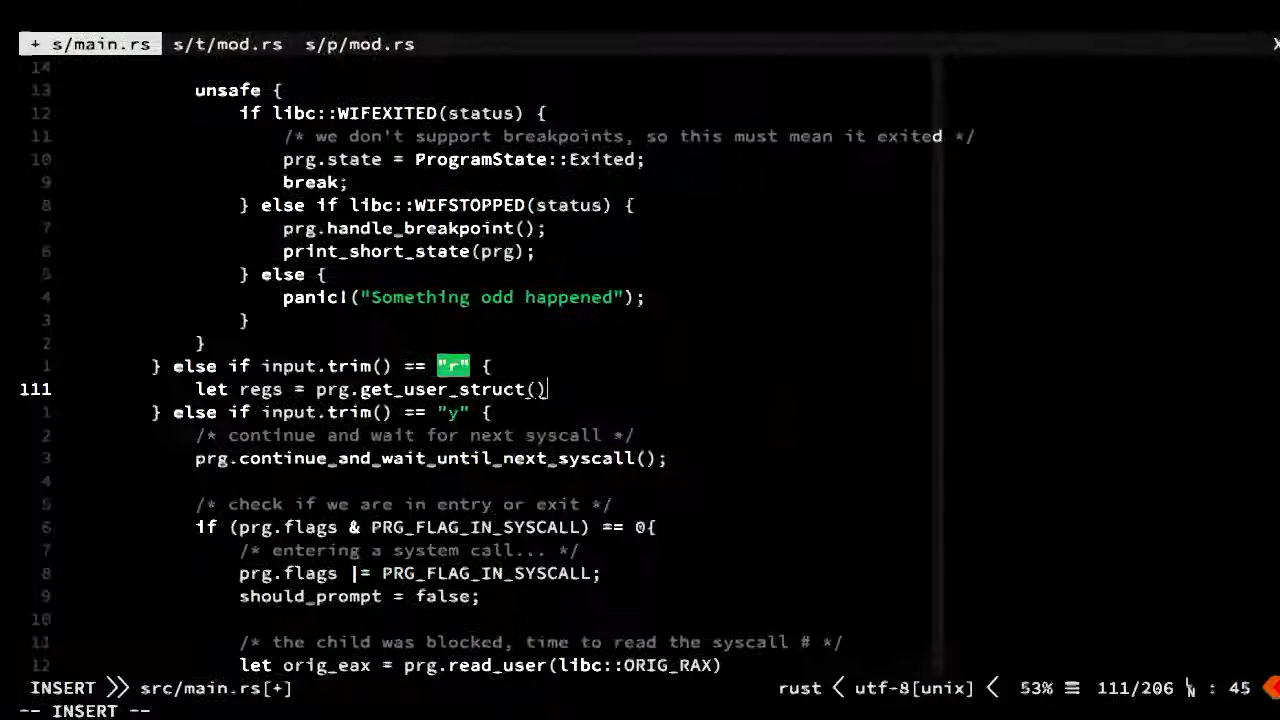 + s/main.rs  s/t/mod.rs  s/p/mod.rs
14
13 unsafe {
12 if libc::WIFEXITED(status) {
11 /* we don't support breakpoints, so this must mean it exited */
10 prg.state = ProgramState::Exited;
9 break;
8 } else if libc::WIFSTOPPED(status) {
7 prg.handle_breakpoint();
6 print_short_state(prg);
5 } else {
4 panic!("Something odd happened");
3 }
2 }
1 } else if input.trim() == "r" {
111 let regs = prg.get_user_struct()
1 } else if input.trim() == "y" {
2 /* continue and wait for next syscall */
3 prg.continue_and_wait_until_next_syscall();
4
5 /* check if we are in entry or exit */
6 if (prg.flags & PRG_FLAG_IN_SYSCALL) == 0{
7 /* entering a system call... */
8 prg.flags |= PRG_FLAG_IN_SYSCALL;
9 should_prompt = false;
10
11 /* the child was blocked, time to read the syscall # */
12 let orig_eax = prg.read_user(libc::ORIG_RAX)
INSERT src/main.rs[+] rust utf-8[unix] 53% 111/206 : 45
-- INSERT --